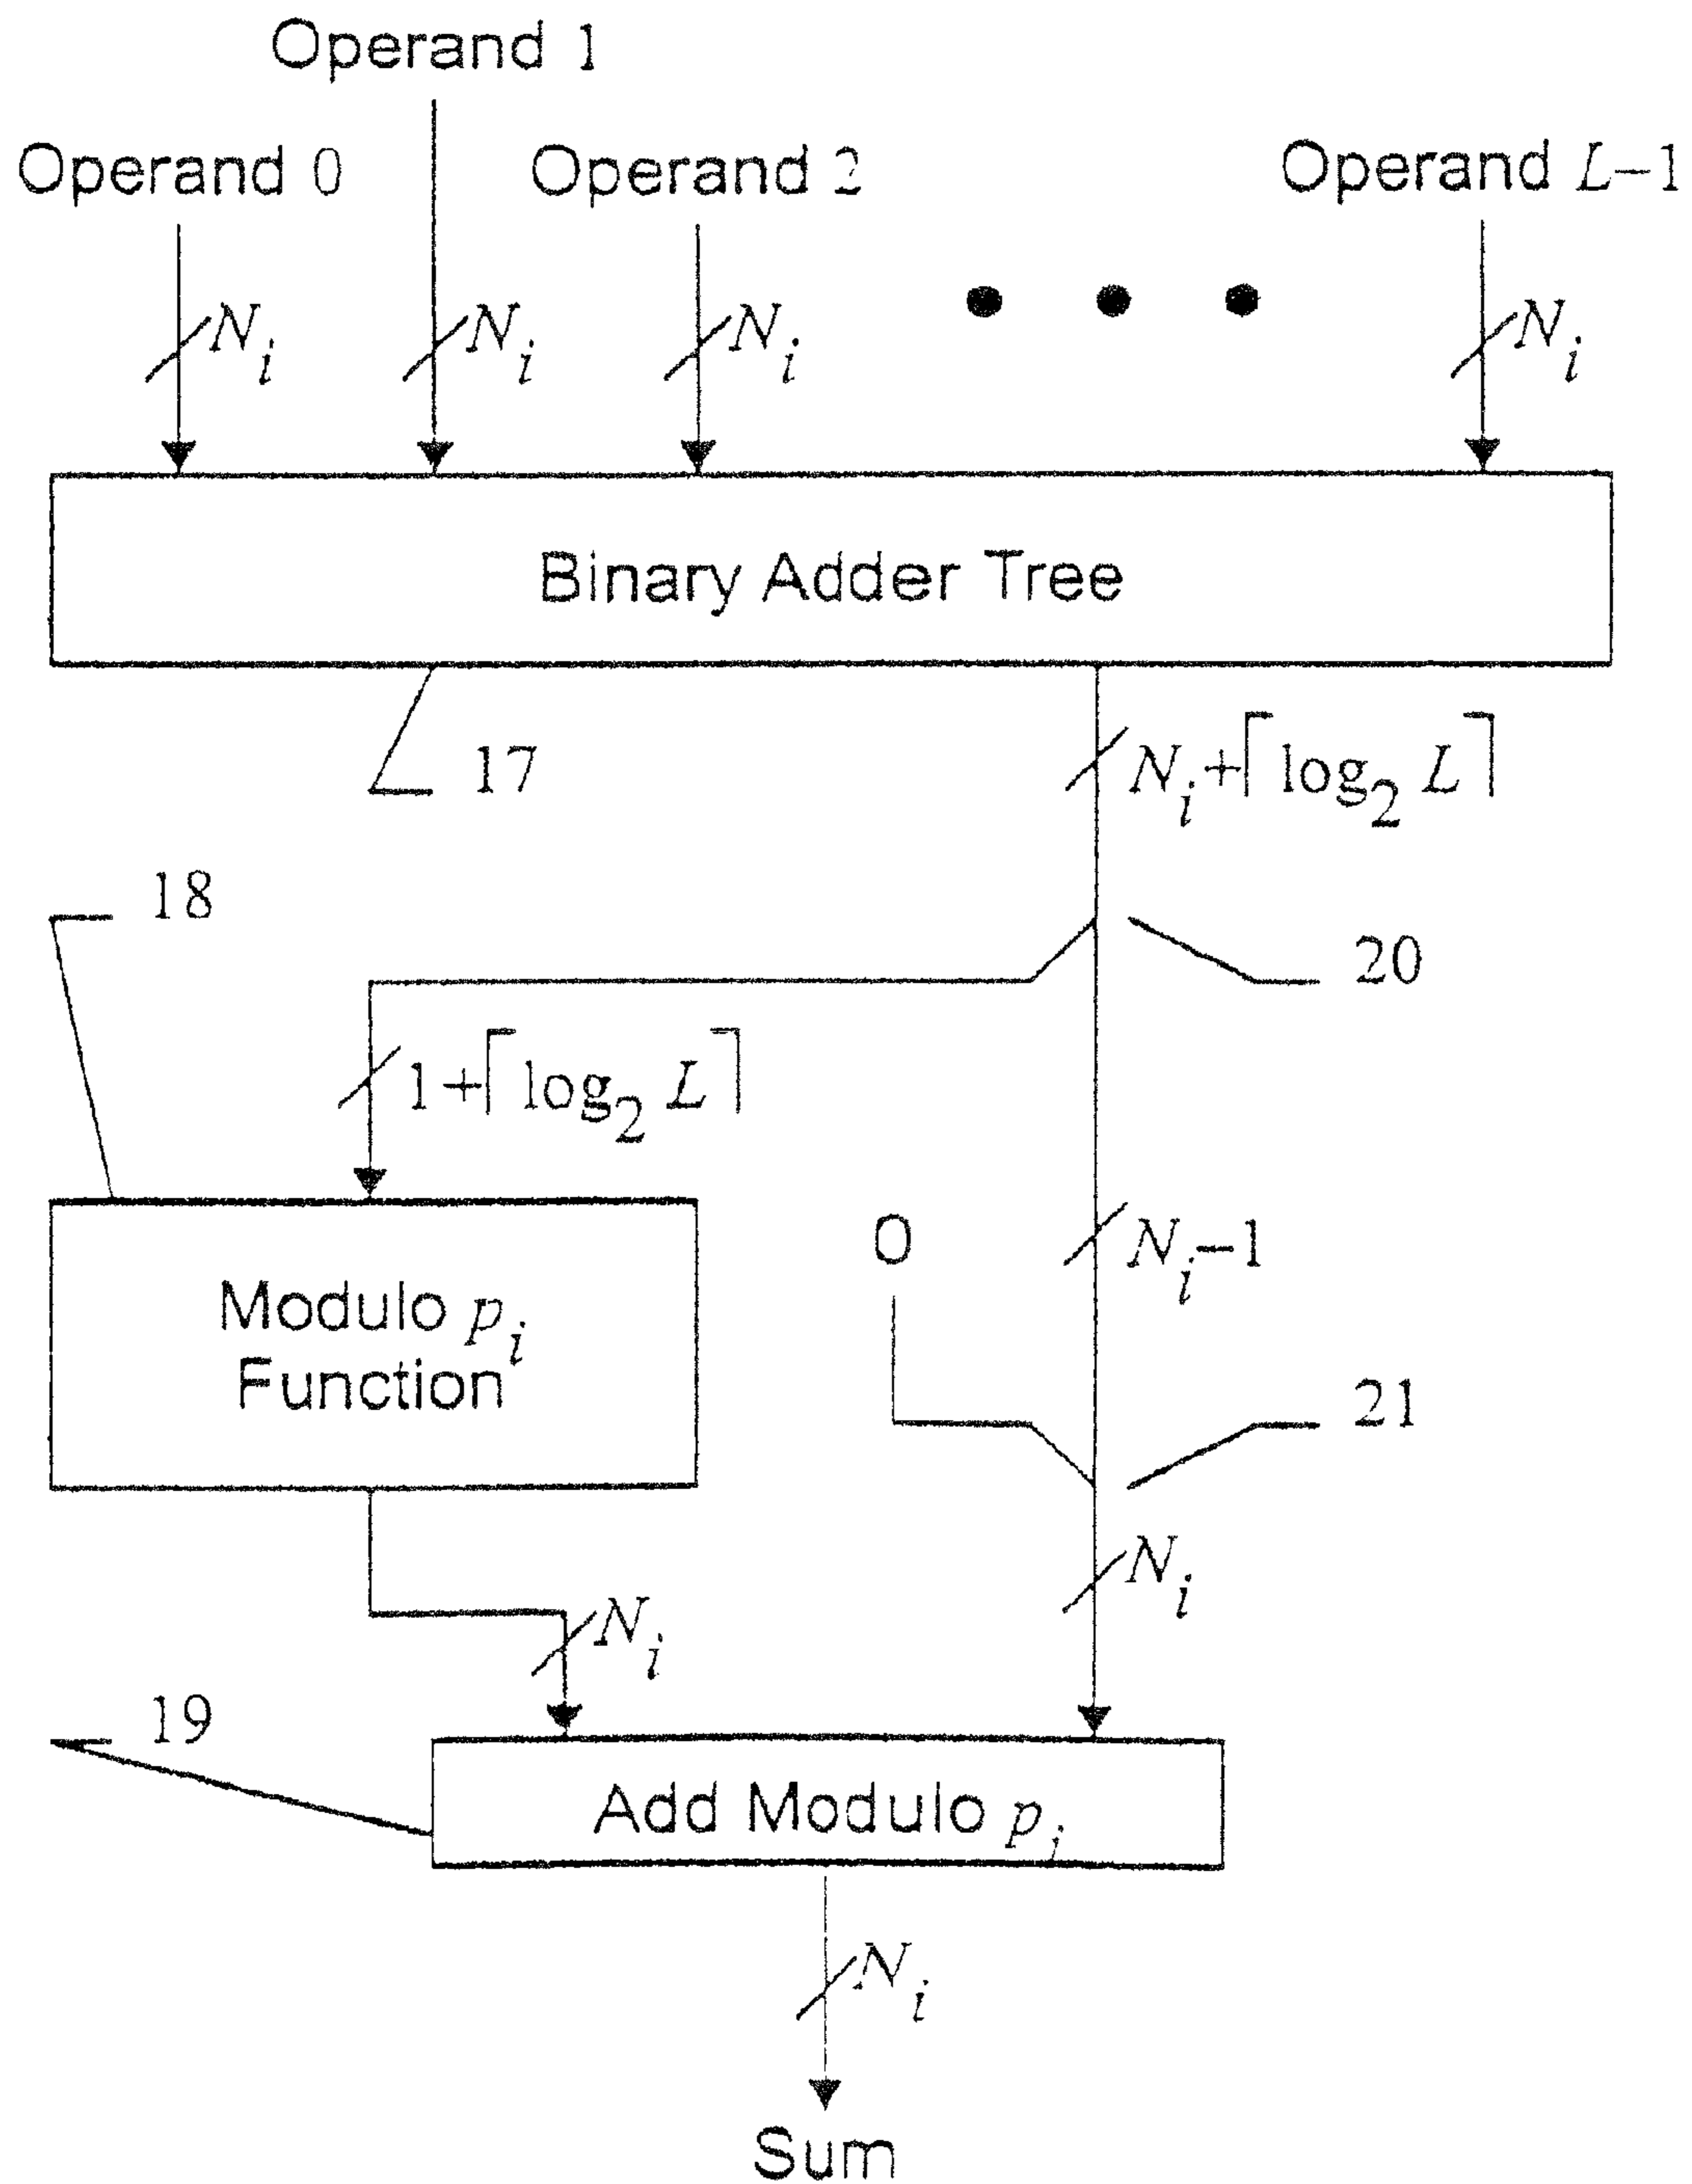 Operand 1
Operand 0
Operand 2
Operand L–1
N_i
N_i
N_i
N_i
Binary Adder Tree
17
N_i+⌈log_2 L⌉
18
20
1+⌈log_2 L⌉
0
N_i–1
Modulo p_i
Function
21
N_i
N_i
19
Add Modulo p_i
N_i
Sum